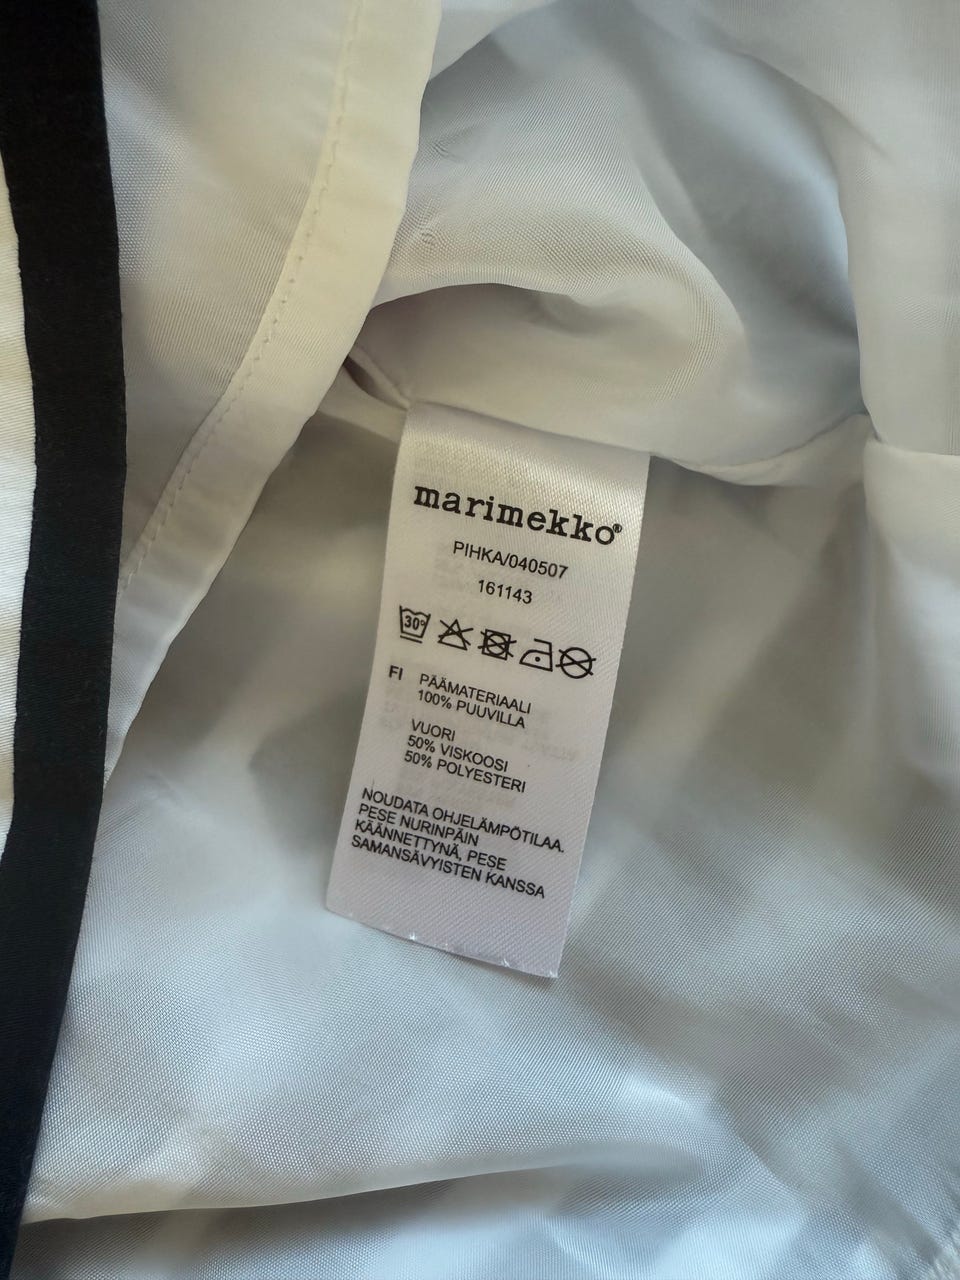 marimekko®
PIHKA/040507
161143
30°
FI PÄÄMATERIAALI
100% PUUVILLA
VUORI
50% VISKOOSI
50% POLYESTERI
NOUDATA OHJELÄMPÖTILAA.
PESE NURINPÄIN
KÄÄNNETTYNÄ, PESE
SAMANSÄVYISTEN KANSSA